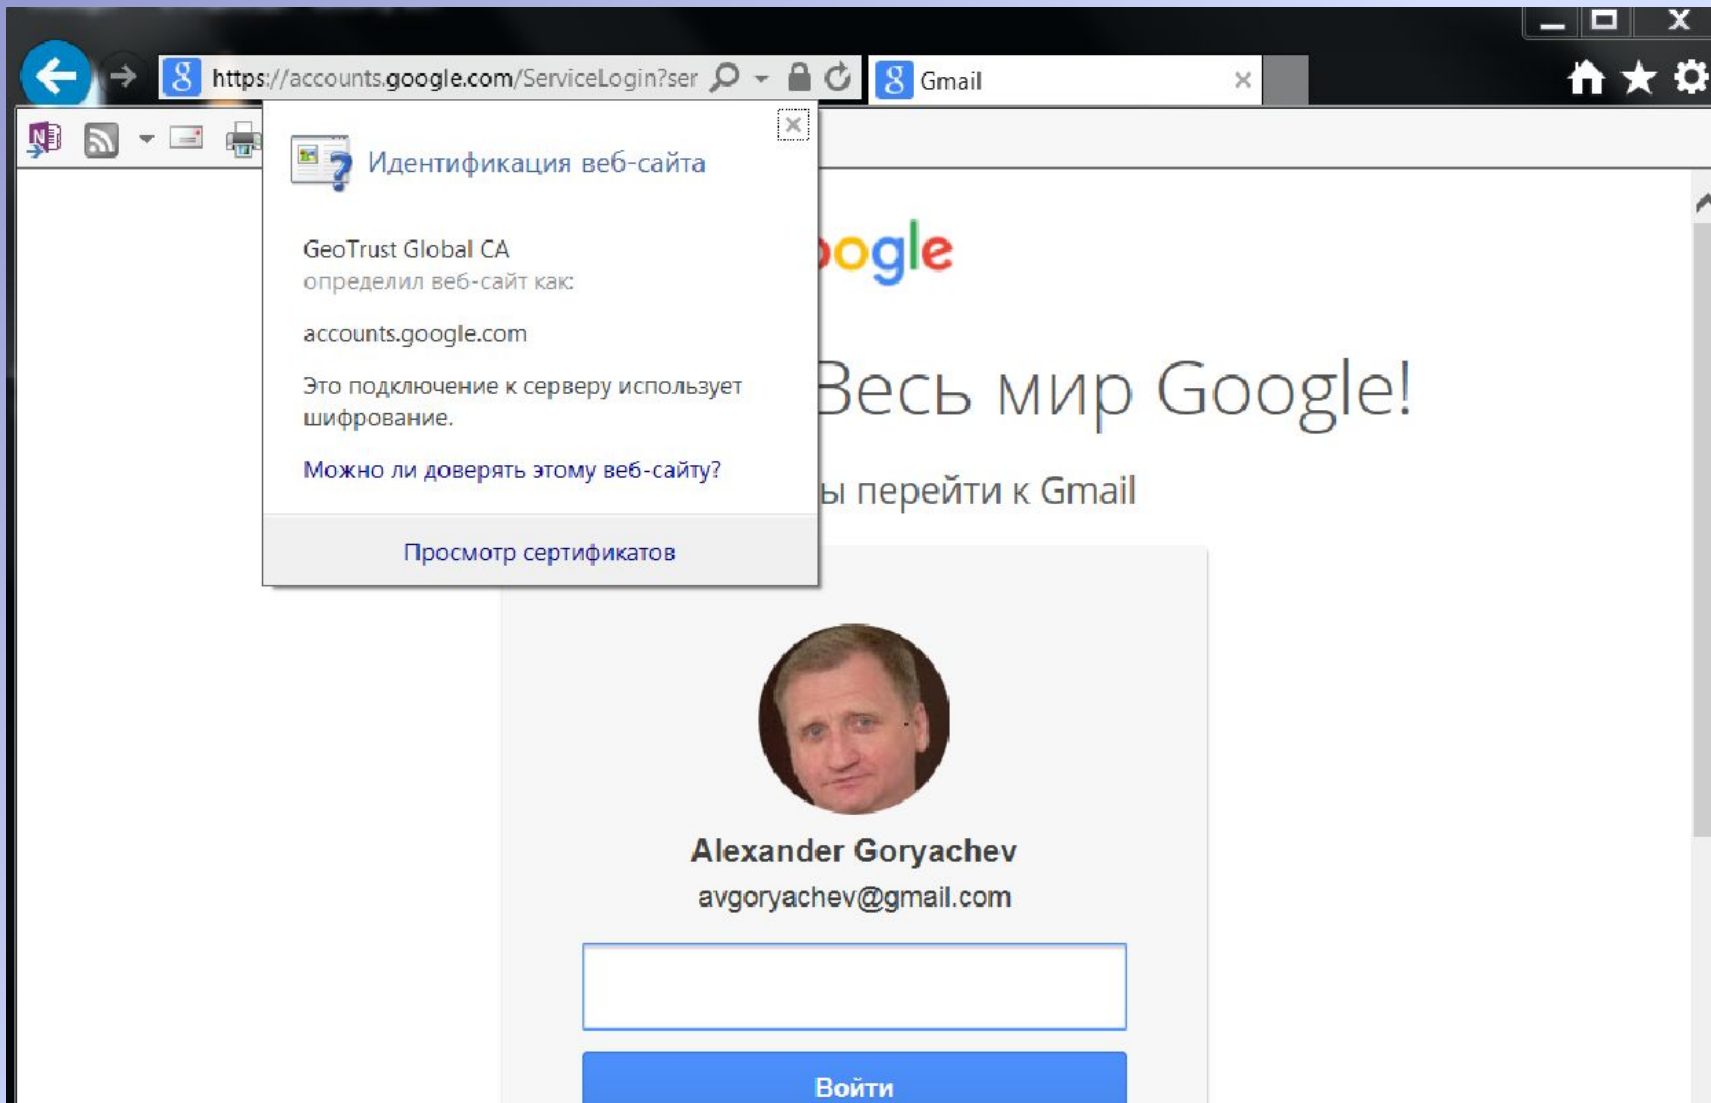 https://accounts.google.com/ServiceLogin?ser
Gmail
Идентификация веб-сайта
GeoTrust Global CA
определил веб-сайт как:
accounts.google.com
Это подключение к серверу использует
шифрование.
Можно ли доверять этому веб-сайту?
Просмотр сертификатов
ogle
Весь мир Google!
ы перейти к Gmail
Alexander Goryachev
avgoryachev@gmail.com
Войти